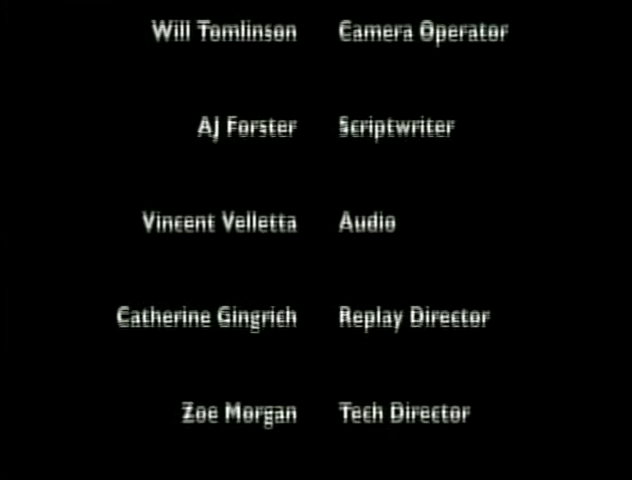 Will Tomlinson Camera Operator
AJ Forster Scriptwriter
Vincent Velletta Audio
Catherine Gingrich Replay Director
Zoe Morgan Tech Director